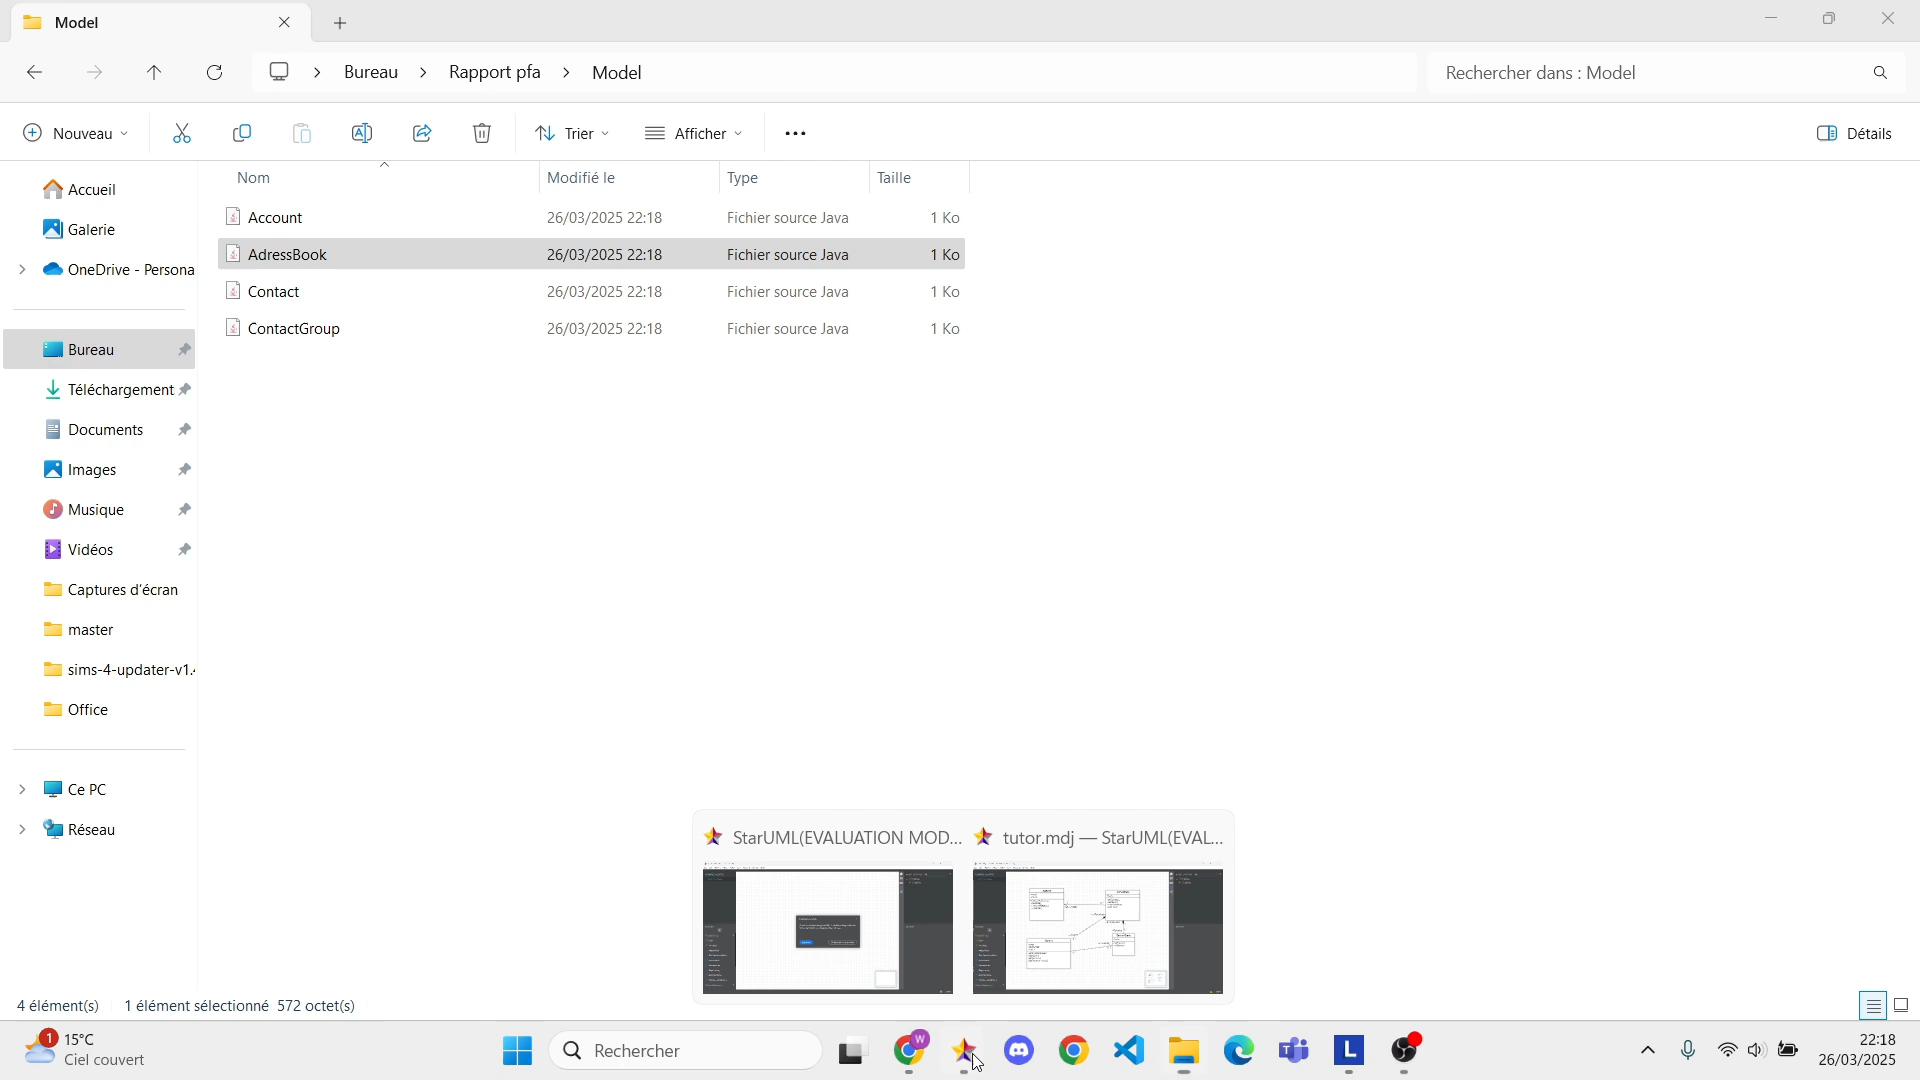 Model
Bureau
Rapport pfa
Model
Rechercher dans : Model
Nouveau
Trier
Afficher
Détails
Nom
Modifié le
Type
Taille
Account
26/03/2025 22:18
Fichier source Java
1 Ko
AdressBook
26/03/2025 22:18
Fichier source Java
1 Ko
Contact
26/03/2025 22:18
Fichier source Java
1 Ko
ContactGroup
26/03/2025 22:18
Fichier source Java
1 Ko
Accueil
Galerie
OneDrive - Persona
Bureau
Téléchargement
Documents
Images
Musique
Vidéos
Captures d'écran
master
sims-4-updater-v1.
Office
Ce PC
Réseau
StarUML(EVALUATION MOD...
tutor.mdj — StarUML(EVAL...
4 élément(s)
1 élément sélectionné 572 octet(s)
1
15°C
Ciel couvert
Rechercher
W
L
22:18
26/03/2025